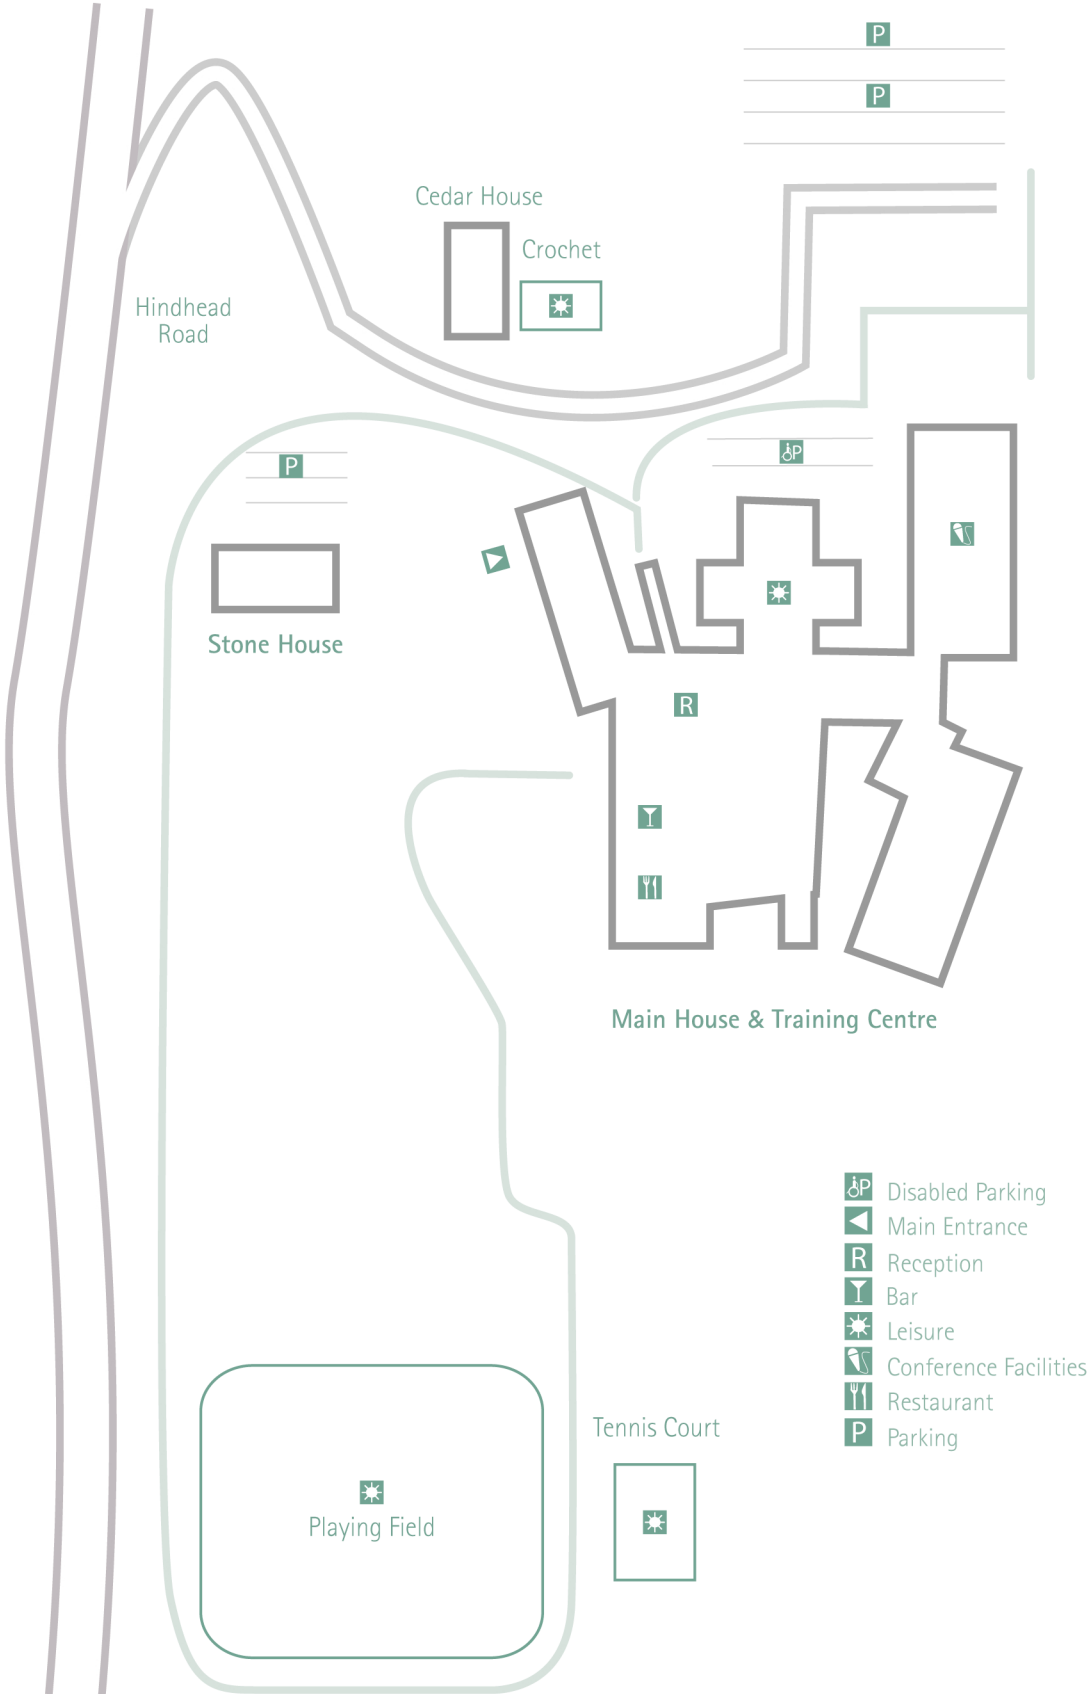 P
P
Cedar House
Crochet
Hindhead
Road
P
P
Stone House
R
Main House & Training Centre
P Disabled Parking
Main Entrance
R Reception
Bar
Leisure
Conference Facilities
Restaurant
P Parking
Tennis Court
Playing Field